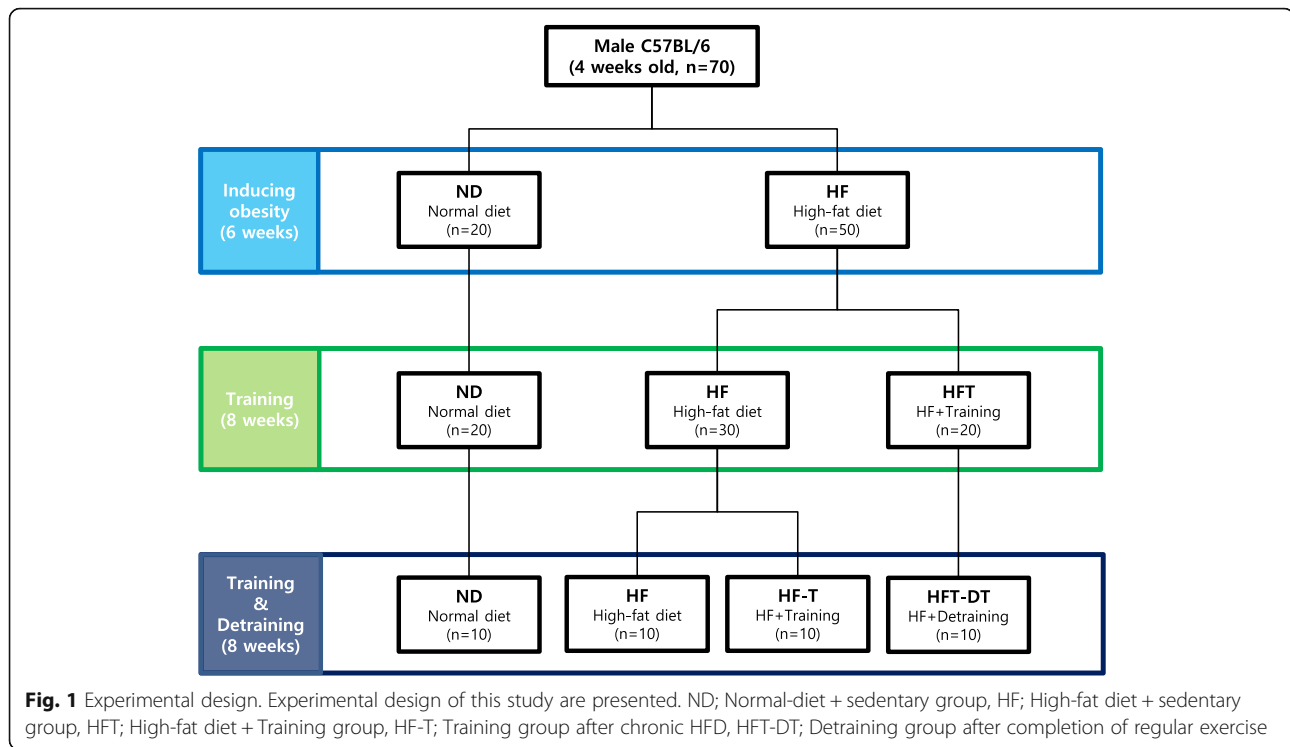 Male C57BL/6
(4 weeks old, n=70)
Inducing
obesity
(6 weeks)
ND
Normal diet
(n=20)
HF
High-fat diet
(n=50)
Training
(8 weeks)
ND
Normal diet
(n=20)
HF
High-fat diet
(n=30)
HFT
HF+Training
(n=20)
Training
&
Detraining
(8 weeks)
ND
Normal diet
(n=10)
HF
High-fat diet
(n=10)
HF-T
HF+Training
(n=10)
HFT-DT
HF+Detraining
(n=10)
Fig. 1 Experimental design. Experimental design of this study are presented. ND; Normal-diet + sedentary group, HF; High-fat diet + sedentary
group, HFT; High-fat diet + Training group, HF-T; Training group after chronic HFD, HFT-DT; Detraining group after completion of regular exercise